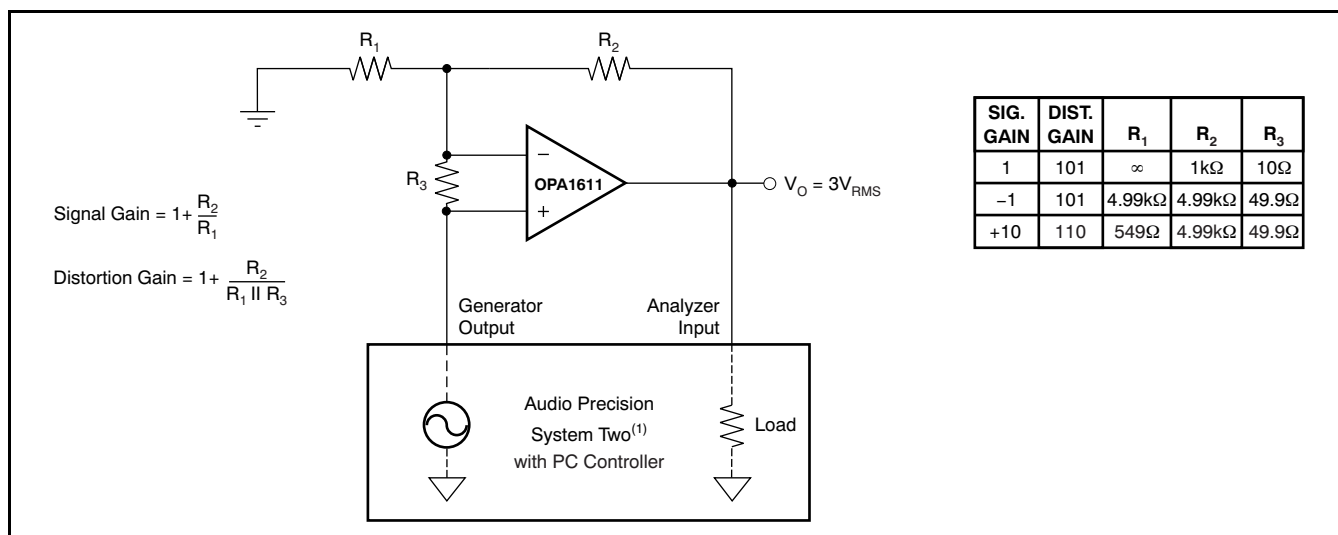 R1
R2
R3
−
OPA1611
+
VO = 3VRMS
Signal Gain = 1+ R2
R1
Distortion Gain = 1+ R2
R1 II R3
Generator
Output
Analyzer
Input
Audio Precision
System Two(1)
with PC Controller
Load
SIG. GAIN DIST. GAIN R1 R2 R3
1 101 ∞ 1kΩ 10Ω
−1 101 4.99kΩ 4.99kΩ 49.9Ω
+10 110 549Ω 4.99kΩ 49.9Ω